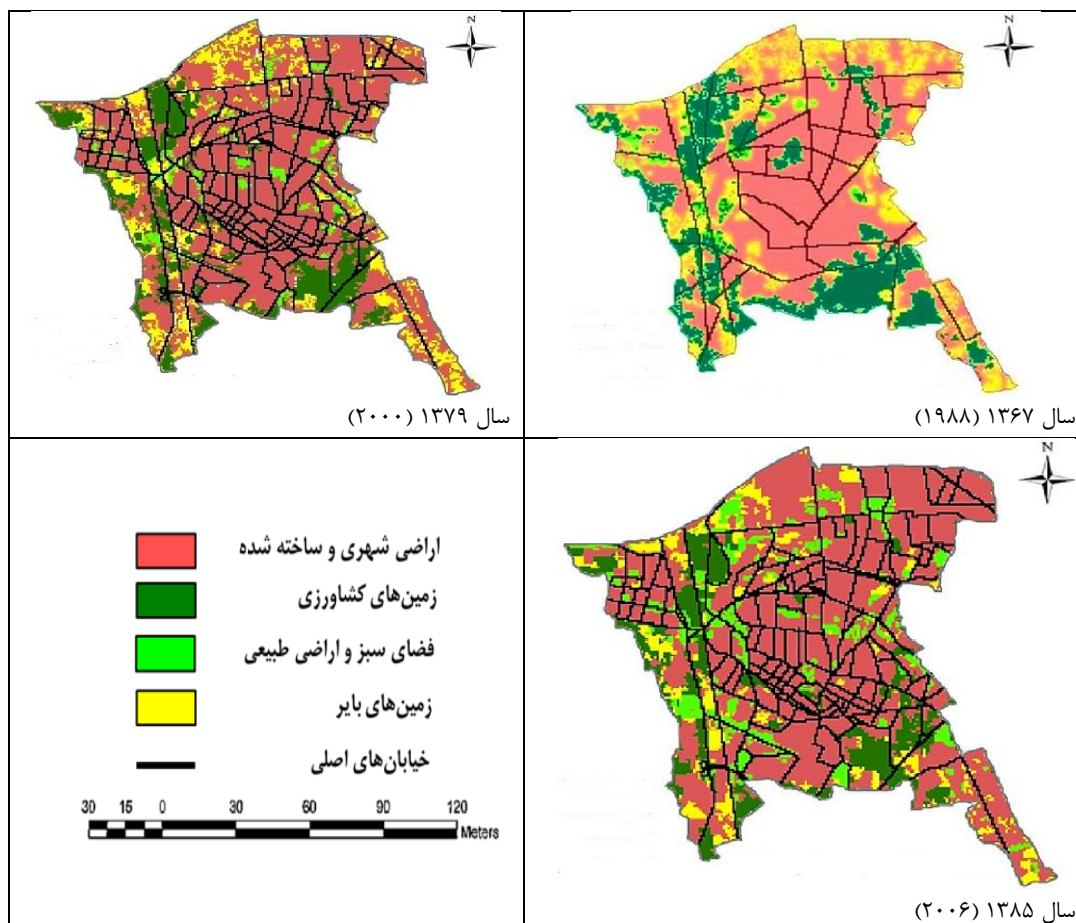 N
سال ۱۳۶۷ (۱۹۸۸)
N
سال ۱۳۷۹ (۲۰۰۰)
N
سال ۱۳۸۵ (۲۰۰۶)
اراضی شهری و ساخته شده
زمین‌های کشاورزی
فضای سبز و اراضی طبیعی
زمین‌های بایر
خیابان‌های اصلی
30 15 0 30 60 90 120
Meters